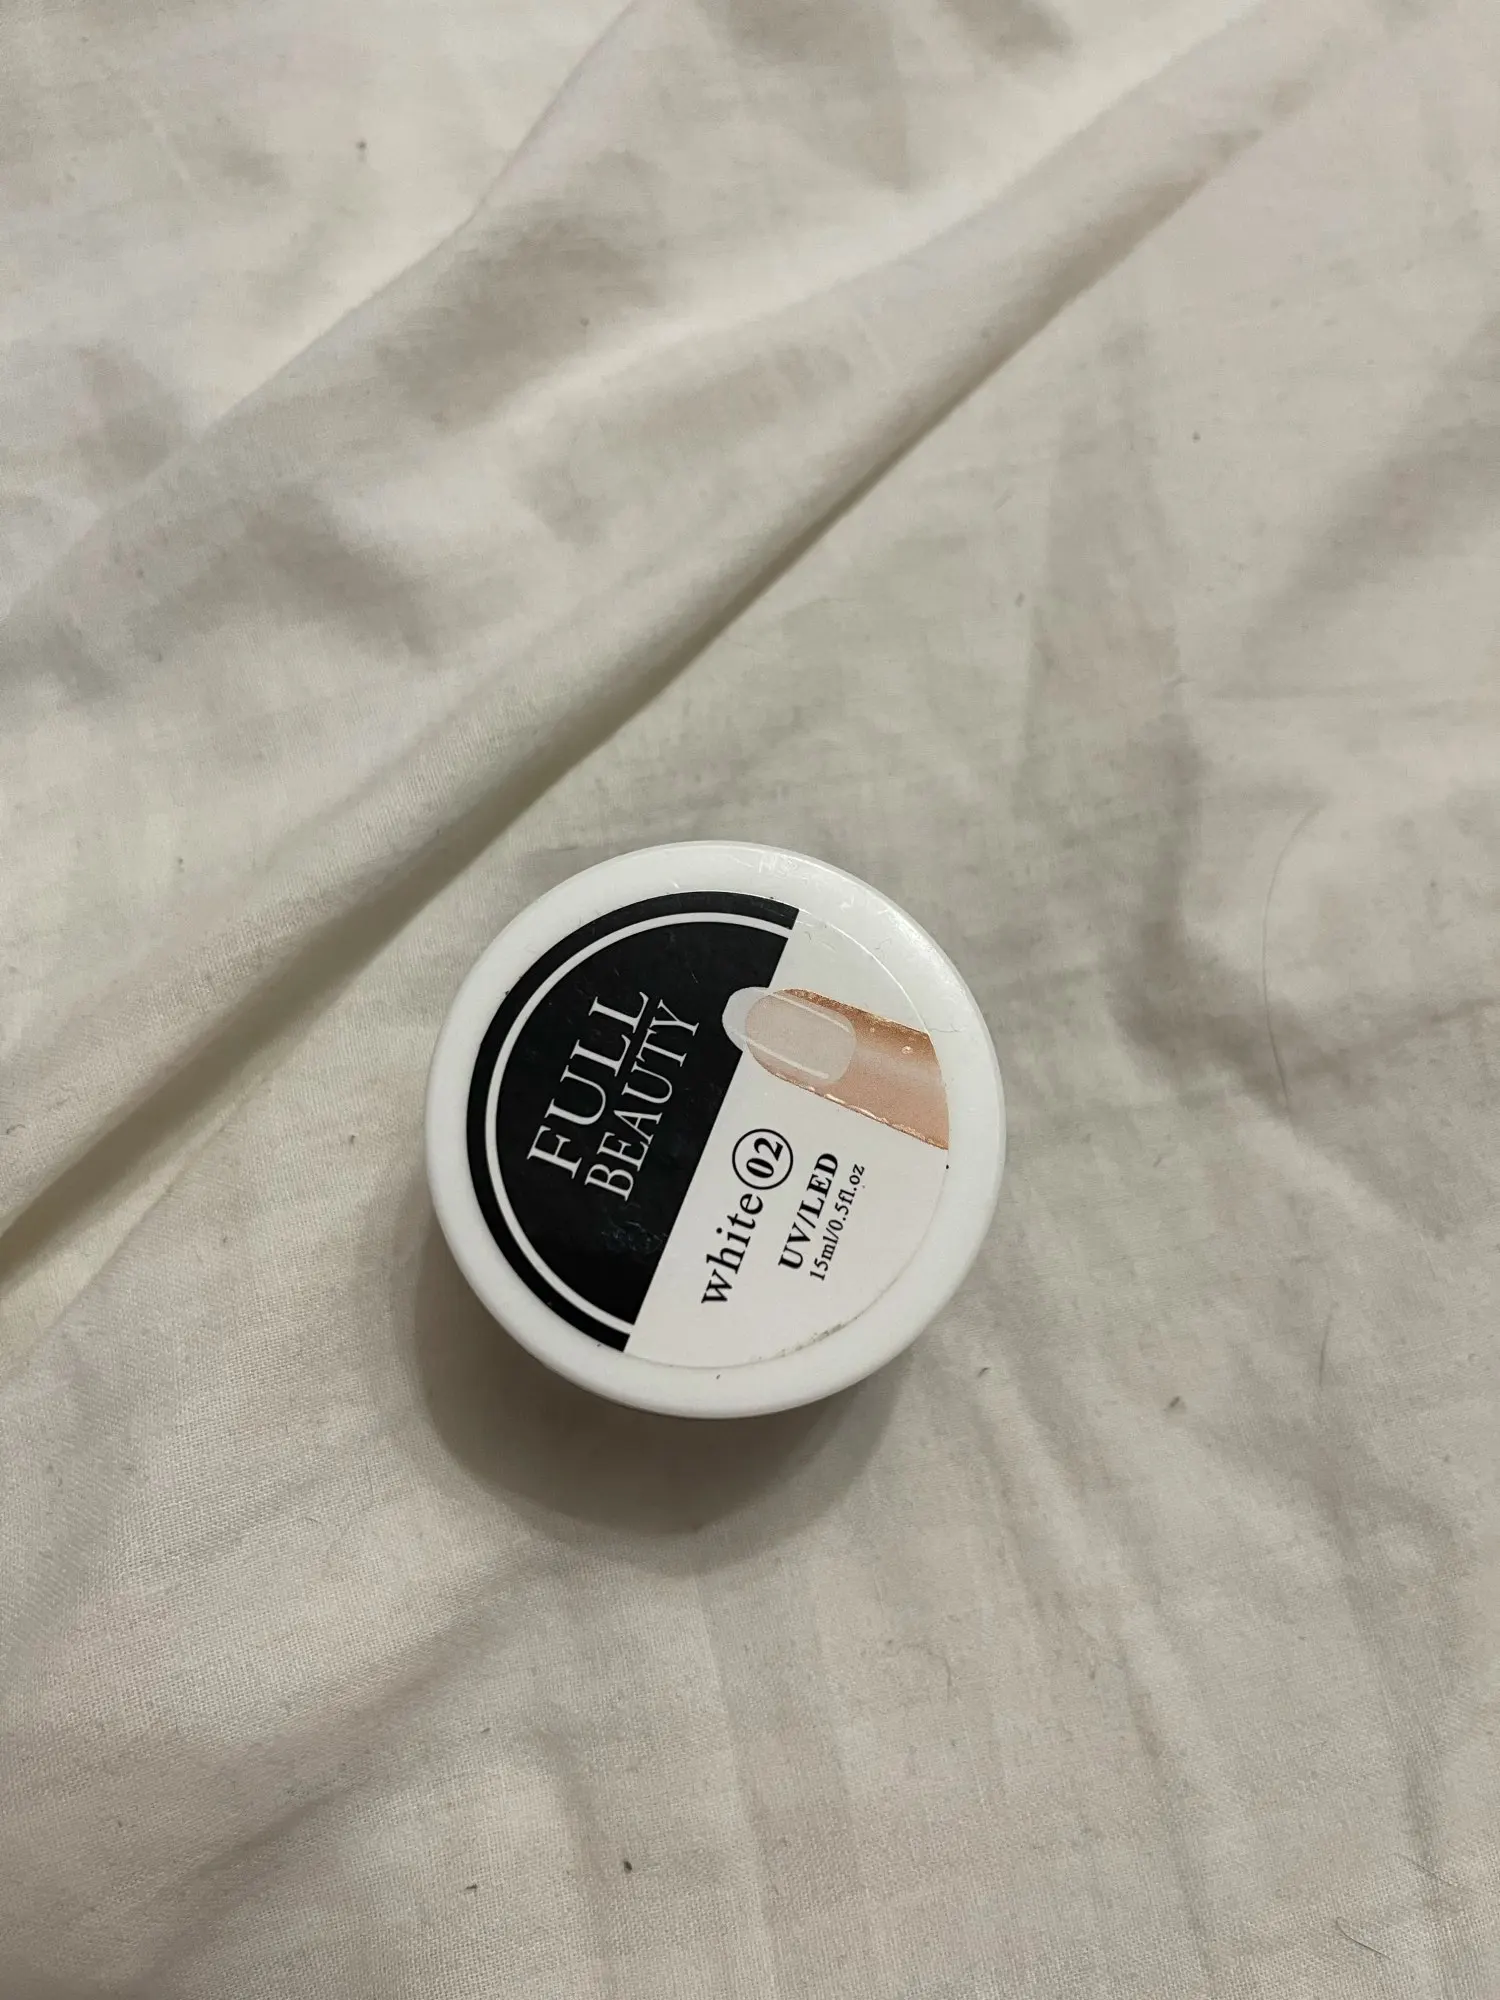 FULL
BEAUTY
white 02
UV/LED
15ml/0.5fl.oz